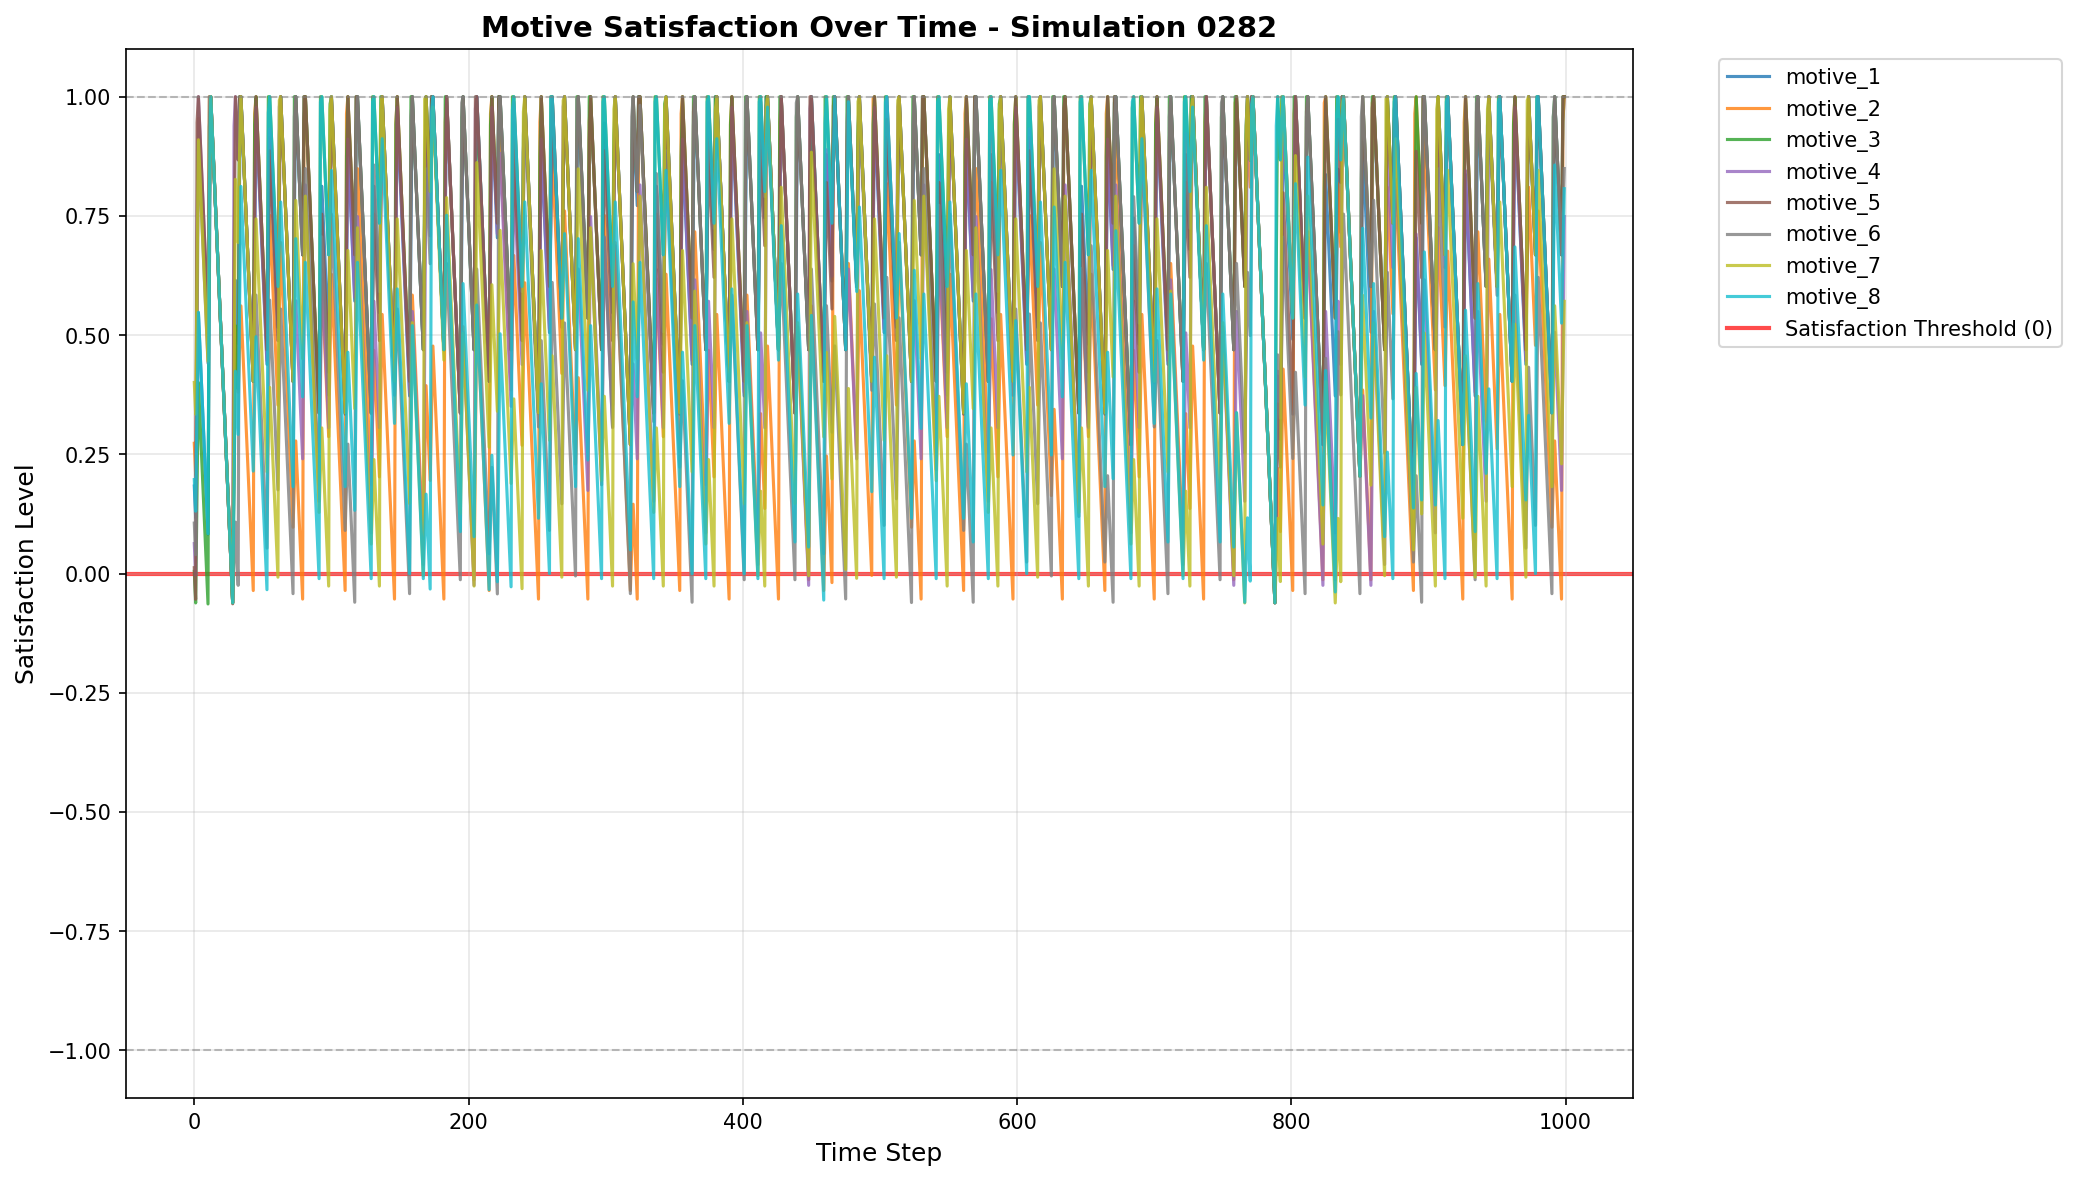 Motive Satisfaction Over Time - Simulation 0282
1.00
0.75
0.50
0.25
0.00
−0.25
−0.50
−0.75
−1.00
Satisfaction Level
0
200
400
600
800
1000
Time Step
motive_1
motive_2
motive_3
motive_4
motive_5
motive_6
motive_7
motive_8
Satisfaction Threshold (0)